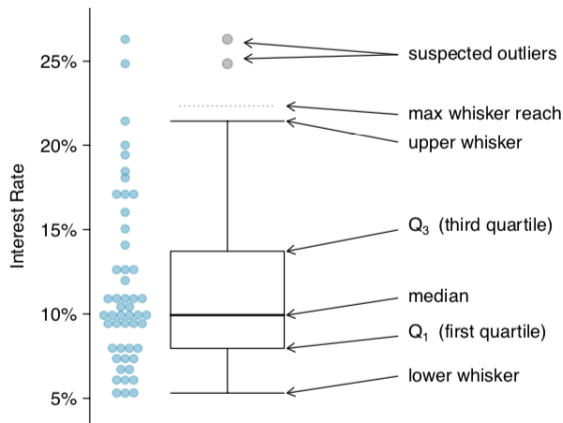 Interest Rate
25%
20%
15%
10%
5%
suspected outliers
max whisker reach
upper whisker
Q3 (third quartile)
median
Q1 (first quartile)
lower whisker